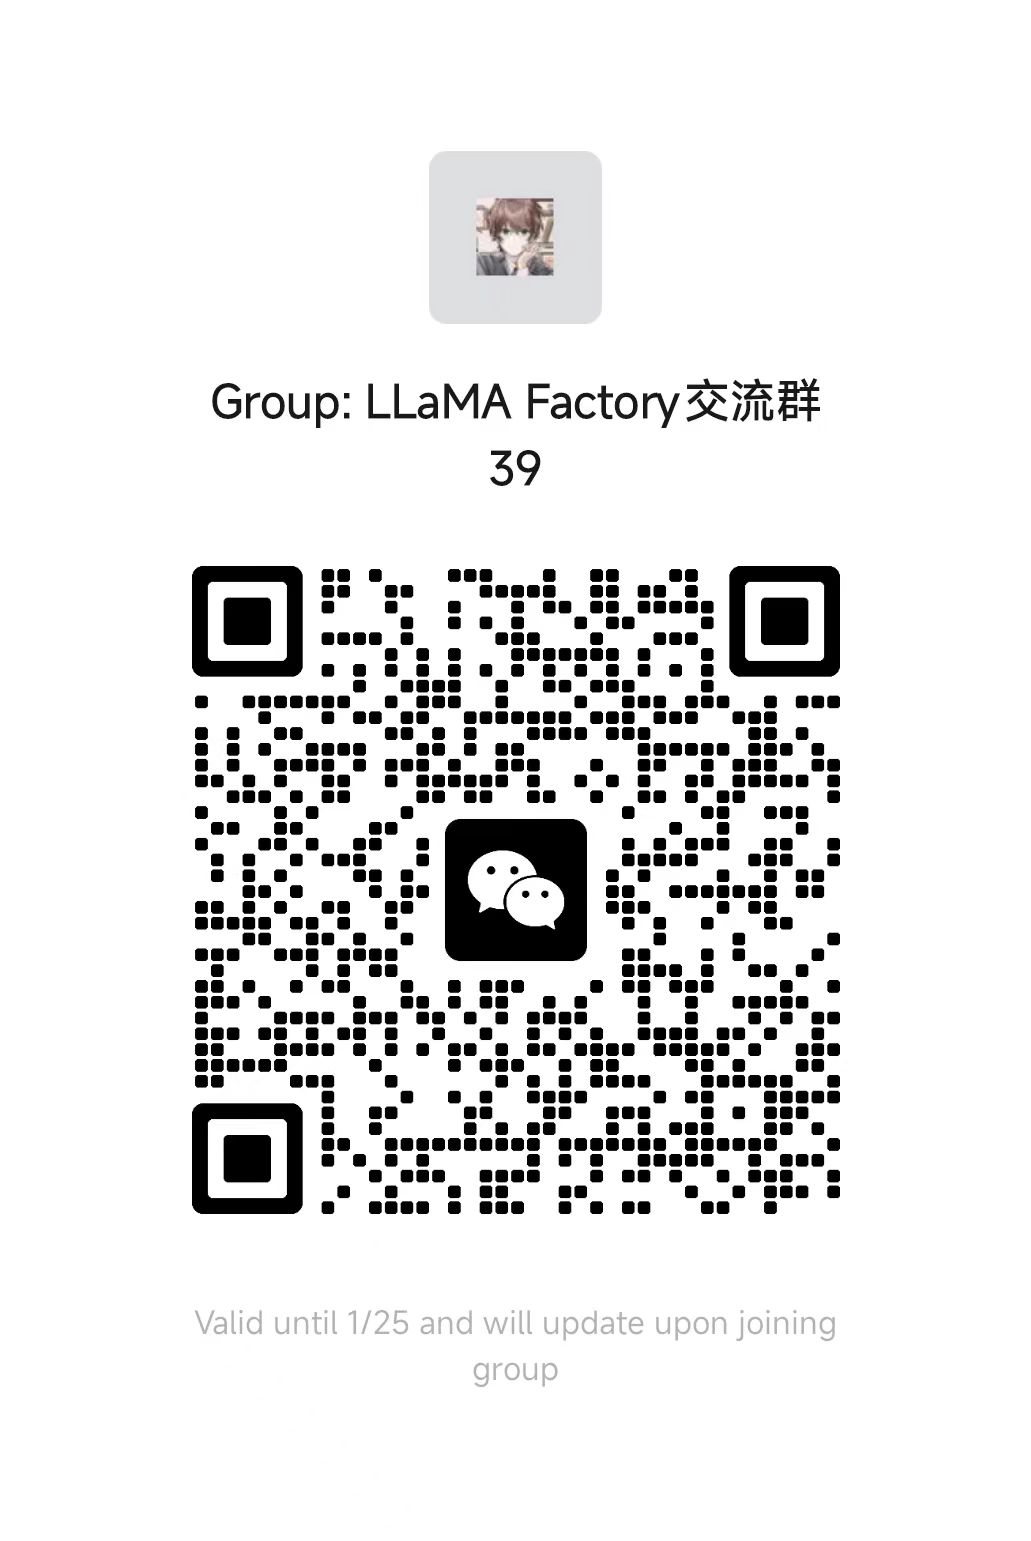 Group: LLaMA Factory交流群
39
Valid until 1/25 and will update upon joining
group